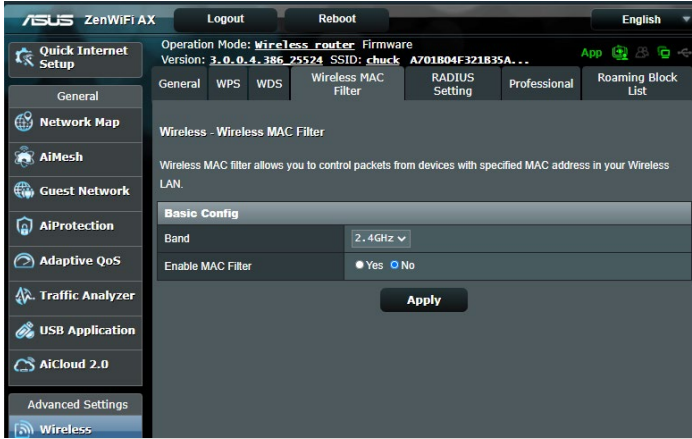 ASUS ZenWiFi AX Logout Reboot English
Quick Internet Setup
General
Network Map
AiMesh
Guest Network
AiProtection
Adaptive QoS
Traffic Analyzer
USB Application
AiCloud 2.0
Advanced Settings
Wireless
Operation Mode: Wireless router Firmware
Version: 3.0.0.4.386_25524 SSID: chuck A701B04F321B35A...
App
General WPS WDS Wireless MAC Filter RADIUS Setting Professional Roaming Block List
Wireless - Wireless MAC Filter
Wireless MAC filter allows you to control packets from devices with specified MAC address in your Wireless
LAN.
Basic Config
Band 2.4GHz
Enable MAC Filter Yes No
Apply